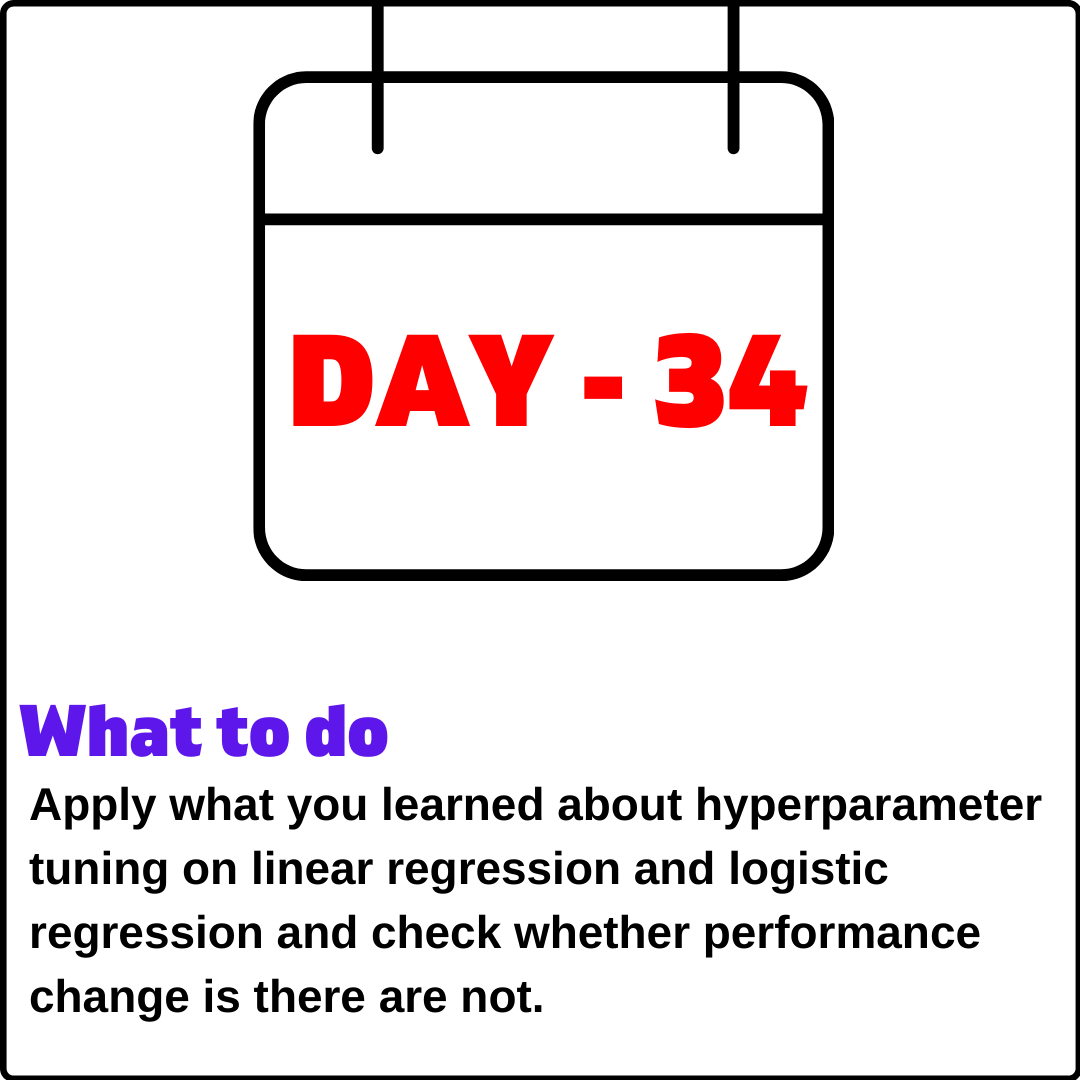 DAY - 34
What to do
Apply what you learned about hyperparameter
tuning on linear regression and logistic
regression and check whether performance
change is there are not.